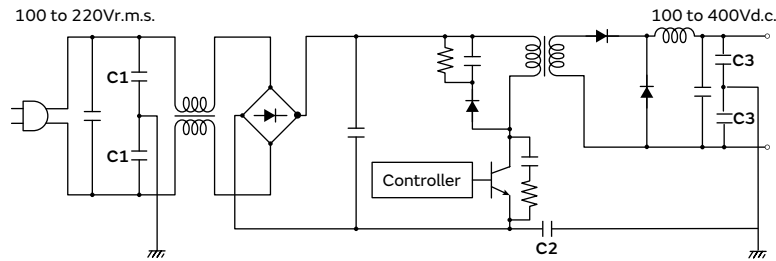 100 to 220Vr.m.s.
100 to 400Vd.c.
C1
C3
C3
C1
Controller
C2